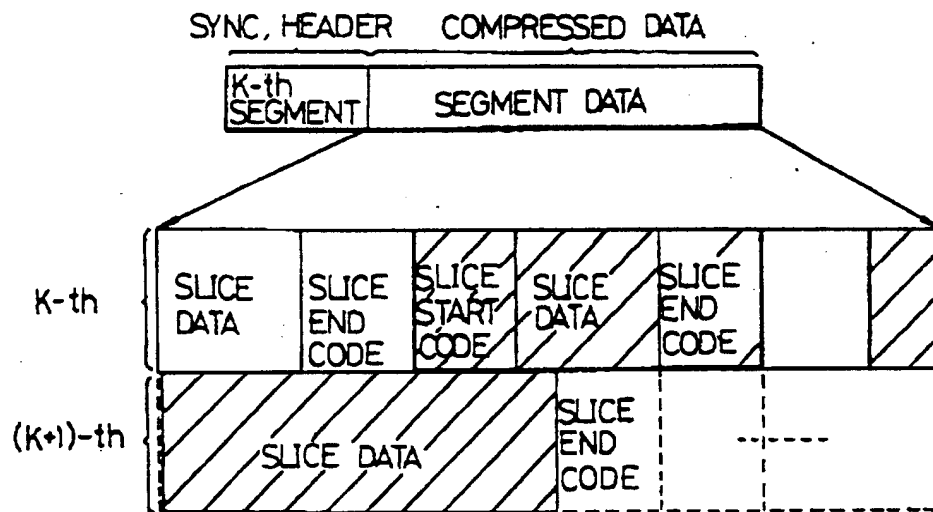 SYNC, HEADER COMPRESSED DATA
K-th
SEGMENT
SEGMENT DATA
K-th
SLICE
DATA
SLICE
END
CODE
SLICE
START
CODE
SLICE
DATA
SLICE
END
CODE
(K+1)-th
SLICE DATA
SLICE
END
CODE